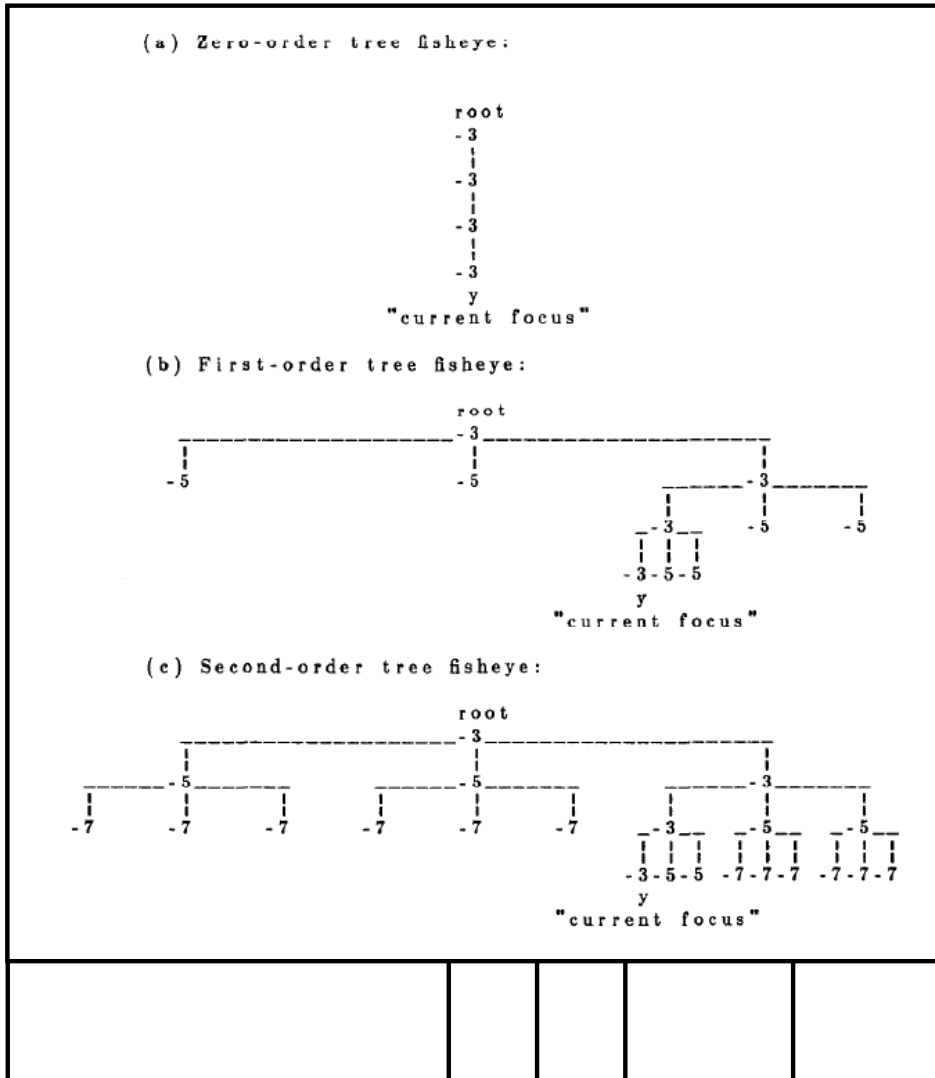 (a) Zero-order tree fisheye:
root
-3
-3
-3
-3
y
"current focus"
(b) First-order tree fisheye:
root
-3
-5 -5 -3
-3 -5 -5
-3 -5 -5
y
"current focus"
(c) Second-order tree fisheye:
root
-3
-5 -5 -3
-7 -7 -7 -7 -7 -7 -3 -5 -5
-3 -5 -5 -7 -7 -7 -7 -7 -7
y
"current focus"